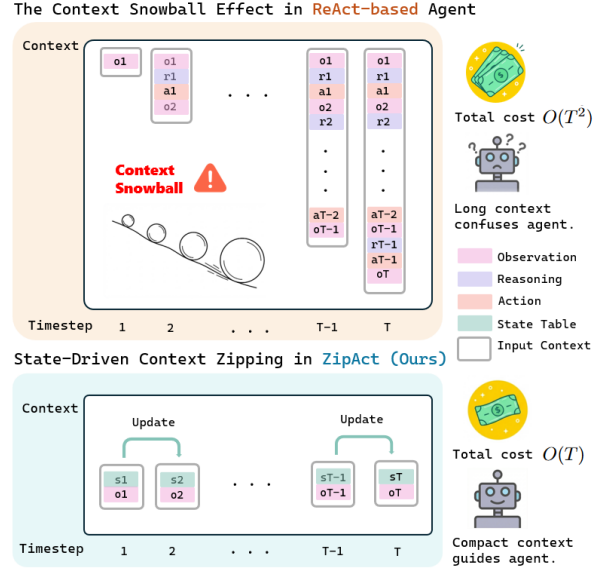 The Context Snowball Effect in ReAct-based Agent
Context
o1
o1
r1
a1
o2
. . .
o1
r1
a1
o2
r2
.
.
.
aT-2
oT-1
o1
r1
a1
o2
r2
.
.
.
aT-2
oT-1
rT-1
aT-1
oT
Context
Snowball
!
Timestep 1 2 . . . T-1 T
$
Total cost O(T²)
? ? ? ?
Long context
confuses agent.
Observation
Reasoning
Action
State Table
Input Context
State-Driven Context Zipping in ZipAct (Ours)
Context
Update
Update
s1
o1
s2
o2
. . .
sT-1
oT-1
sT
oT
Timestep 1 2 . . . T-1 T
$
Total cost O(T)
Compact context
guides agent.